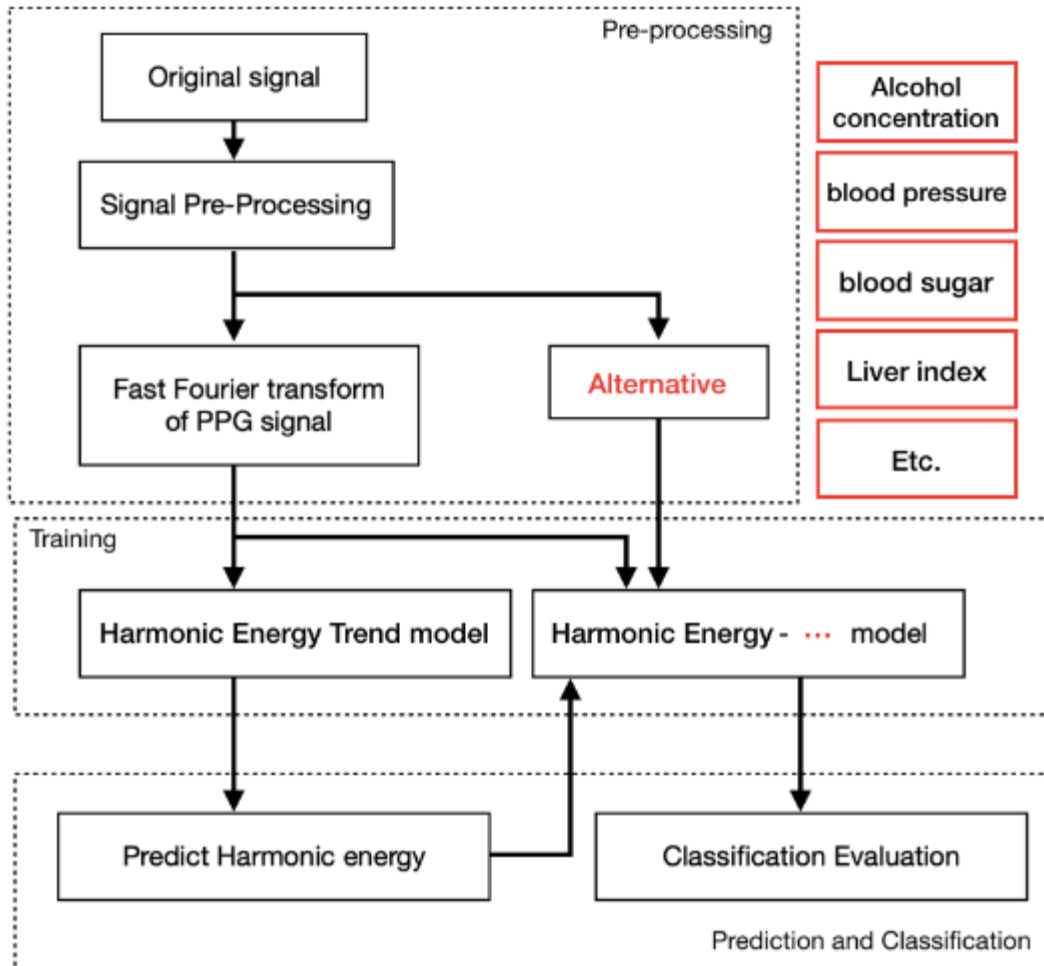 Pre-processing
Original signal
Signal Pre-Processing
Fast Fourier transform
of PPG signal
Alternative
Alcohol
concentration
blood pressure
blood sugar
Liver index
Etc.
Training
Harmonic Energy Trend model
Harmonic Energy - ··· model
Predict Harmonic energy
Classification Evaluation
Prediction and Classification